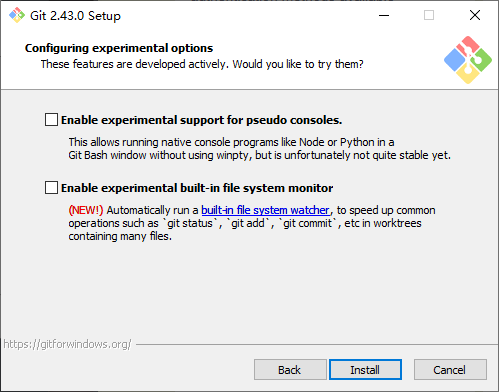 Git 2.43.0 Setup
Configuring experimental options
These features are developed actively. Would you like to try them?
Enable experimental support for pseudo consoles.
This allows running native console programs like Node or Python in a
Git Bash window without using winpty, but is unfortunately not quite stable yet.
Enable experimental built-in file system monitor
(NEW!) Automatically run a built-in file system watcher, to speed up common
operations such as `git status`, `git add`, `git commit`, etc in worktrees
containing many files.
https://gitforwindows.org/
Back
Install
Cancel